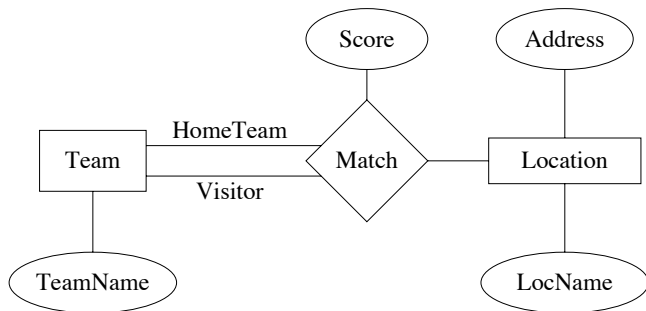 Score
Address
HomeTeam
Team
Match
Location
Visitor
TeamName
LocName